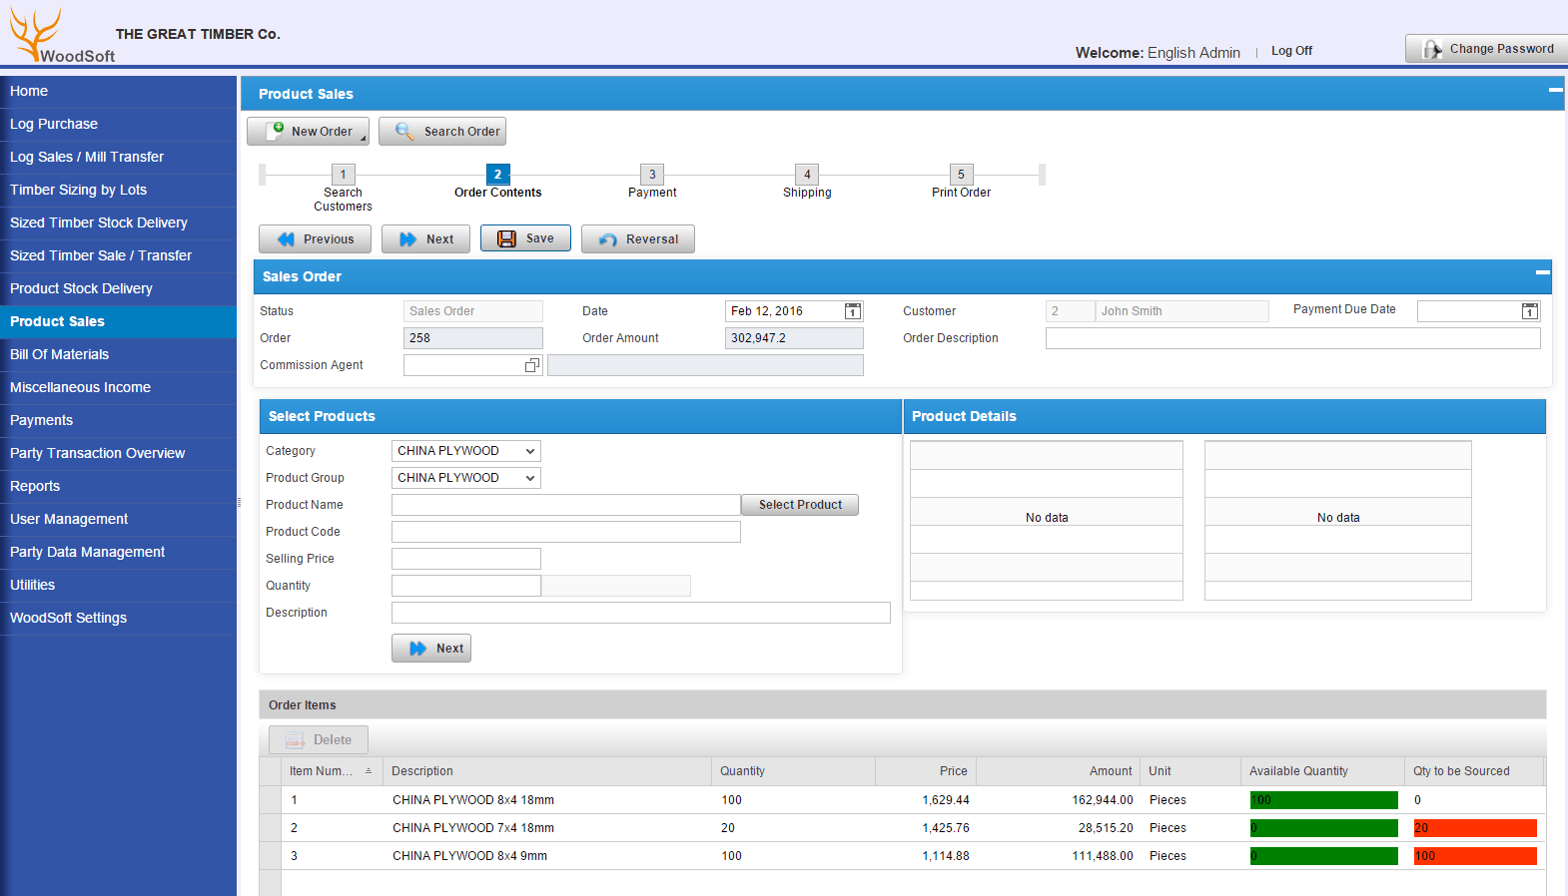 THE GREAT TIMBER Co.
WoodSoft
Welcome: English Admin | Log Off
Change Password
Home
Log Purchase
Log Sales / Mill Transfer
Timber Sizing by Lots
Sized Timber Stock Delivery
Sized Timber Sale / Transfer
Product Stock Delivery
Product Sales
Bill Of Materials
Miscellaneous Income
Payments
Party Transaction Overview
Reports
User Management
Party Data Management
Utilities
WoodSoft Settings
Product Sales
New Order Search Order
1 2 3 4 5
Search Customers Order Contents Payment Shipping Print Order
Previous Next Save Reversal
Sales Order
Status Sales Order Date Feb 12, 2016 1 Customer 2 John Smith Payment Due Date 1
Order 258 Order Amount 302,947.2 Order Description
Commission Agent
Select Products
Category CHINA PLYWOOD
Product Group CHINA PLYWOOD
Product Name Select Product
Product Code
Selling Price
Quantity
Description
Next
Product Details
No data No data
Order Items
Delete
Item Num... Description Quantity Price Amount Unit Available Quantity Qty to be Sourced
1 CHINA PLYWOOD 8x4 18mm 100 1,629.44 162,944.00 Pieces 100 0
2 CHINA PLYWOOD 7x4 18mm 20 1,425.76 28,515.20 Pieces 0 20
3 CHINA PLYWOOD 8x4 9mm 100 1,114.88 111,488.00 Pieces 0 100